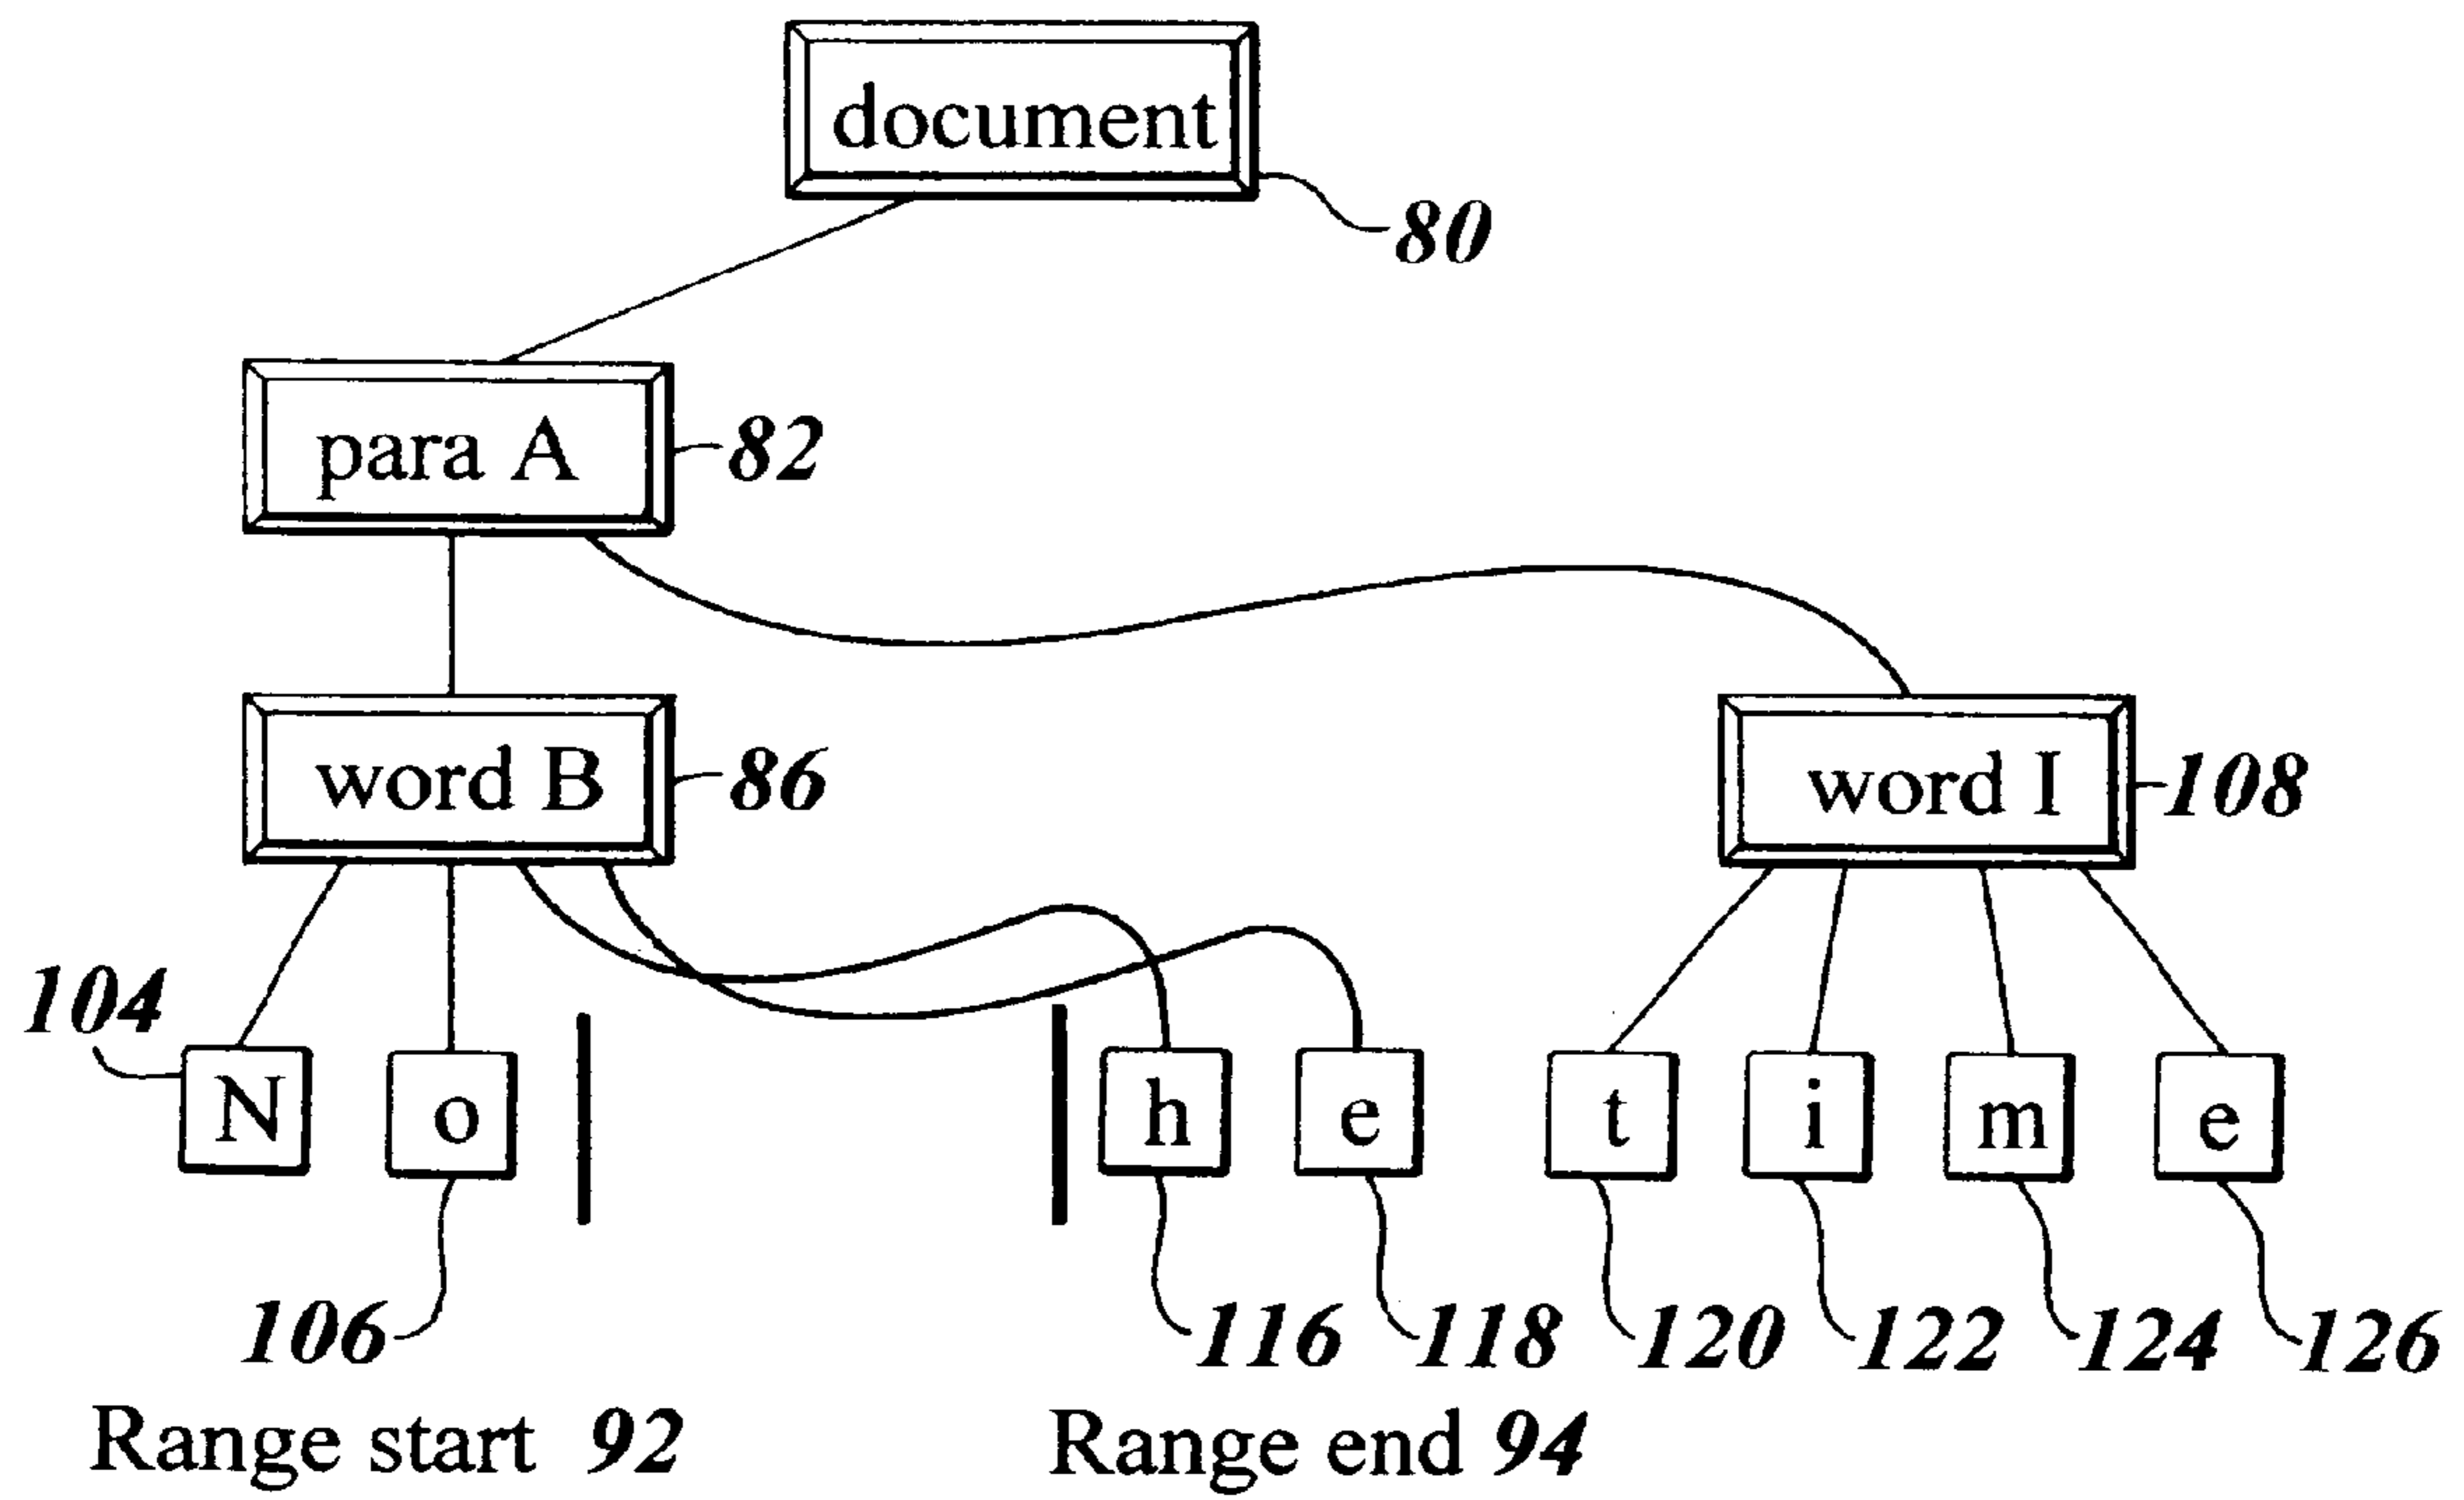 document
80
para A 82
word B 86
word I 108
104
N o h e t i m e
106 116 118 120 122 124 126
Range start 92 Range end 94